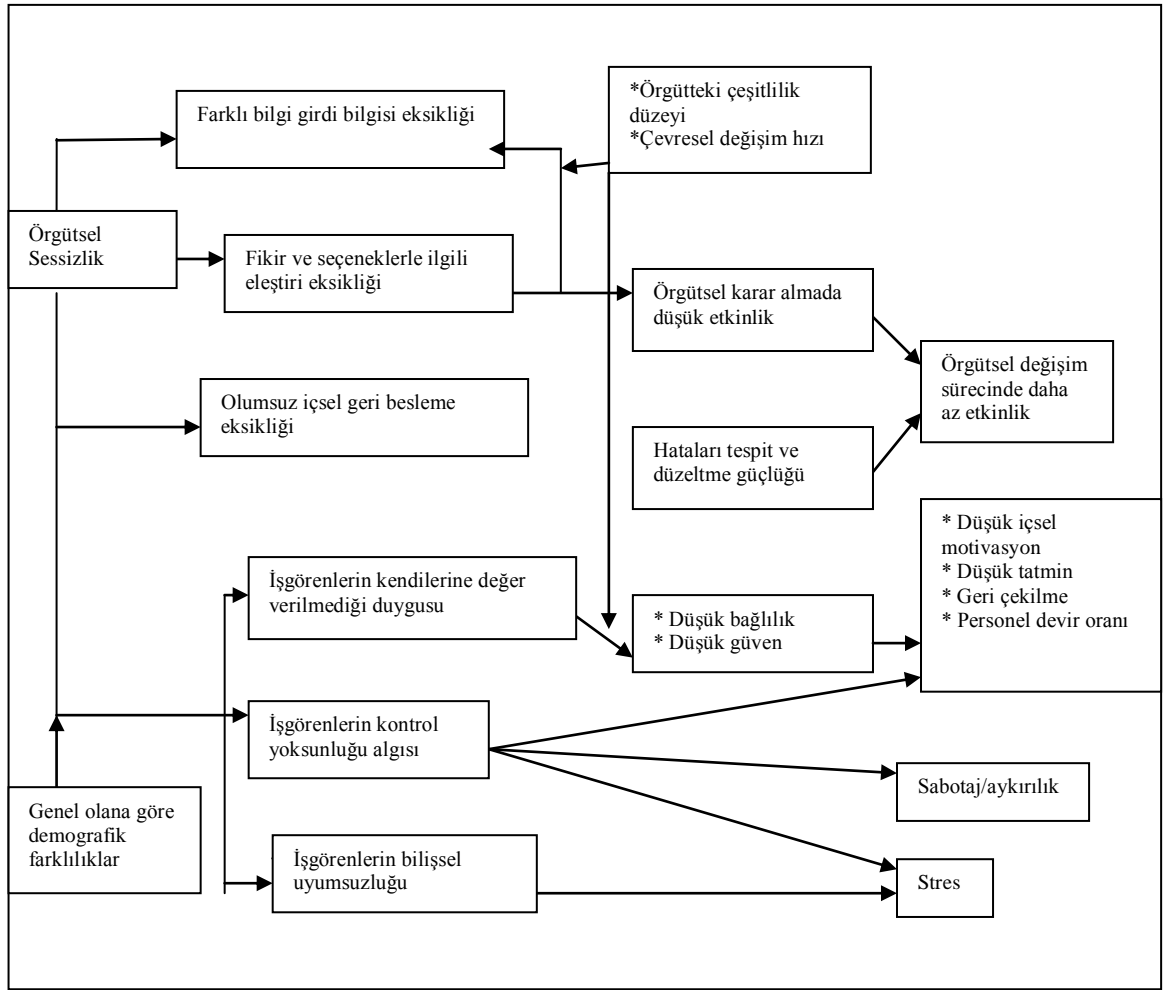 Farklı bilgi girdi bilgisi eksikliği
*Örgütteki çeşitlilik
düzeyi
*Çevresel değişim hızı
Örgütsel
Sessizlik
Fikir ve seçeneklerle ilgili
eleştiri eksikliği
Örgütsel karar almada
düşük etkinlik
Örgütsel değişim
sürecinde daha
az etkinlik
Olumsuz içsel geri besleme
eksikliği
Hataları tespit ve
düzeltme güçlüğü
* Düşük içsel
motivasyon
* Düşük tatmin
* Geri çekilme
* Personel devir oranı
İşgörenlerin kendilerine değer
verilmediği duygusu
* Düşük bağlılık
* Düşük güven
İşgörenlerin kontrol
yoksunluğu algısı
Sabotaj/aykırılık
Genel olana göre
demografik
farklılıklar
İşgörenlerin bilişsel
uyumsuzluğu
Stres